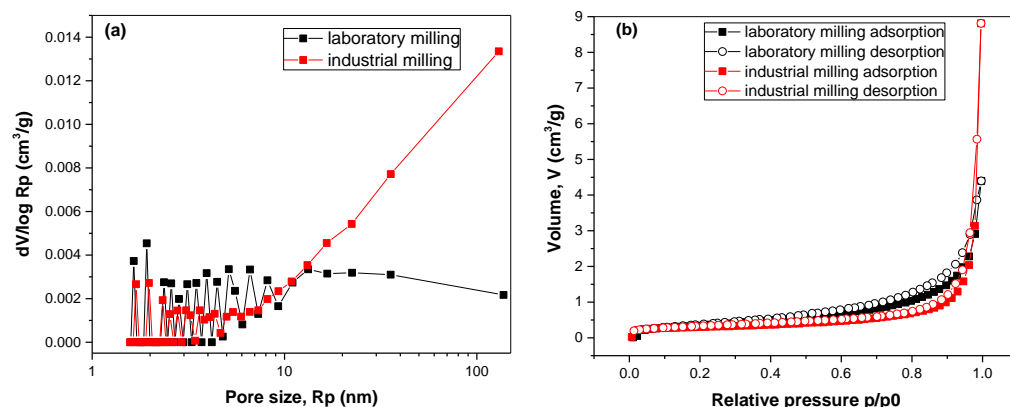 (a)
laboratory milling
industrial milling
0.014
0.012
0.010
0.008
0.006
0.004
0.002
0.000
dV/log Rp (cm³/g)
1
10
100
Pore size, Rp (nm)
(b)
laboratory milling adsorption
laboratory milling desorption
industrial milling adsorption
industrial milling desorption
9
8
7
6
5
4
3
2
1
0
Volume, V (cm³/g)
0.0
0.2
0.4
0.6
0.8
1.0
Relative pressure p/p0